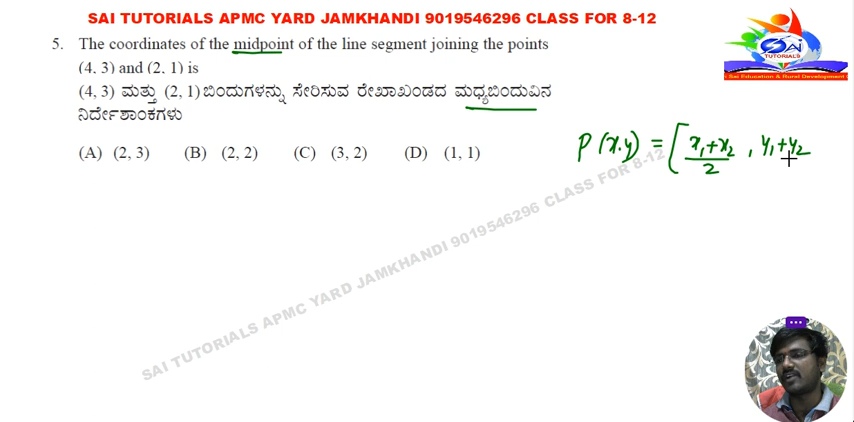 SAI TUTORIALS APMC YARD JAMKHANDI 9019546296 CLASS FOR 8-12
5. The coordinates of the midpoint of the line segment joining the points
(4, 3) and (2, 1) is
(4, 3) ಮತ್ತು (2, 1) ಬಿಂದುಗಳನ್ನು ಸೇರಿಸುವ ರೇಖಾಖಂಡದ ಮಧ್ಯಬಿಂದುವಿನ
ನಿರ್ದೇಶಾಂಕಗಳು
(A) (2, 3) (B) (2, 2) (C) (3, 2) (D) (1, 1)
P(x.y) = [x₁+x₂/2 , y₁+y₂
SAI TUTORIALS APMC YARD JAMKHANDI 9019546296 CLASS FOR 8-12
Sai
TUTORIALS
Sai Education & Rural Development